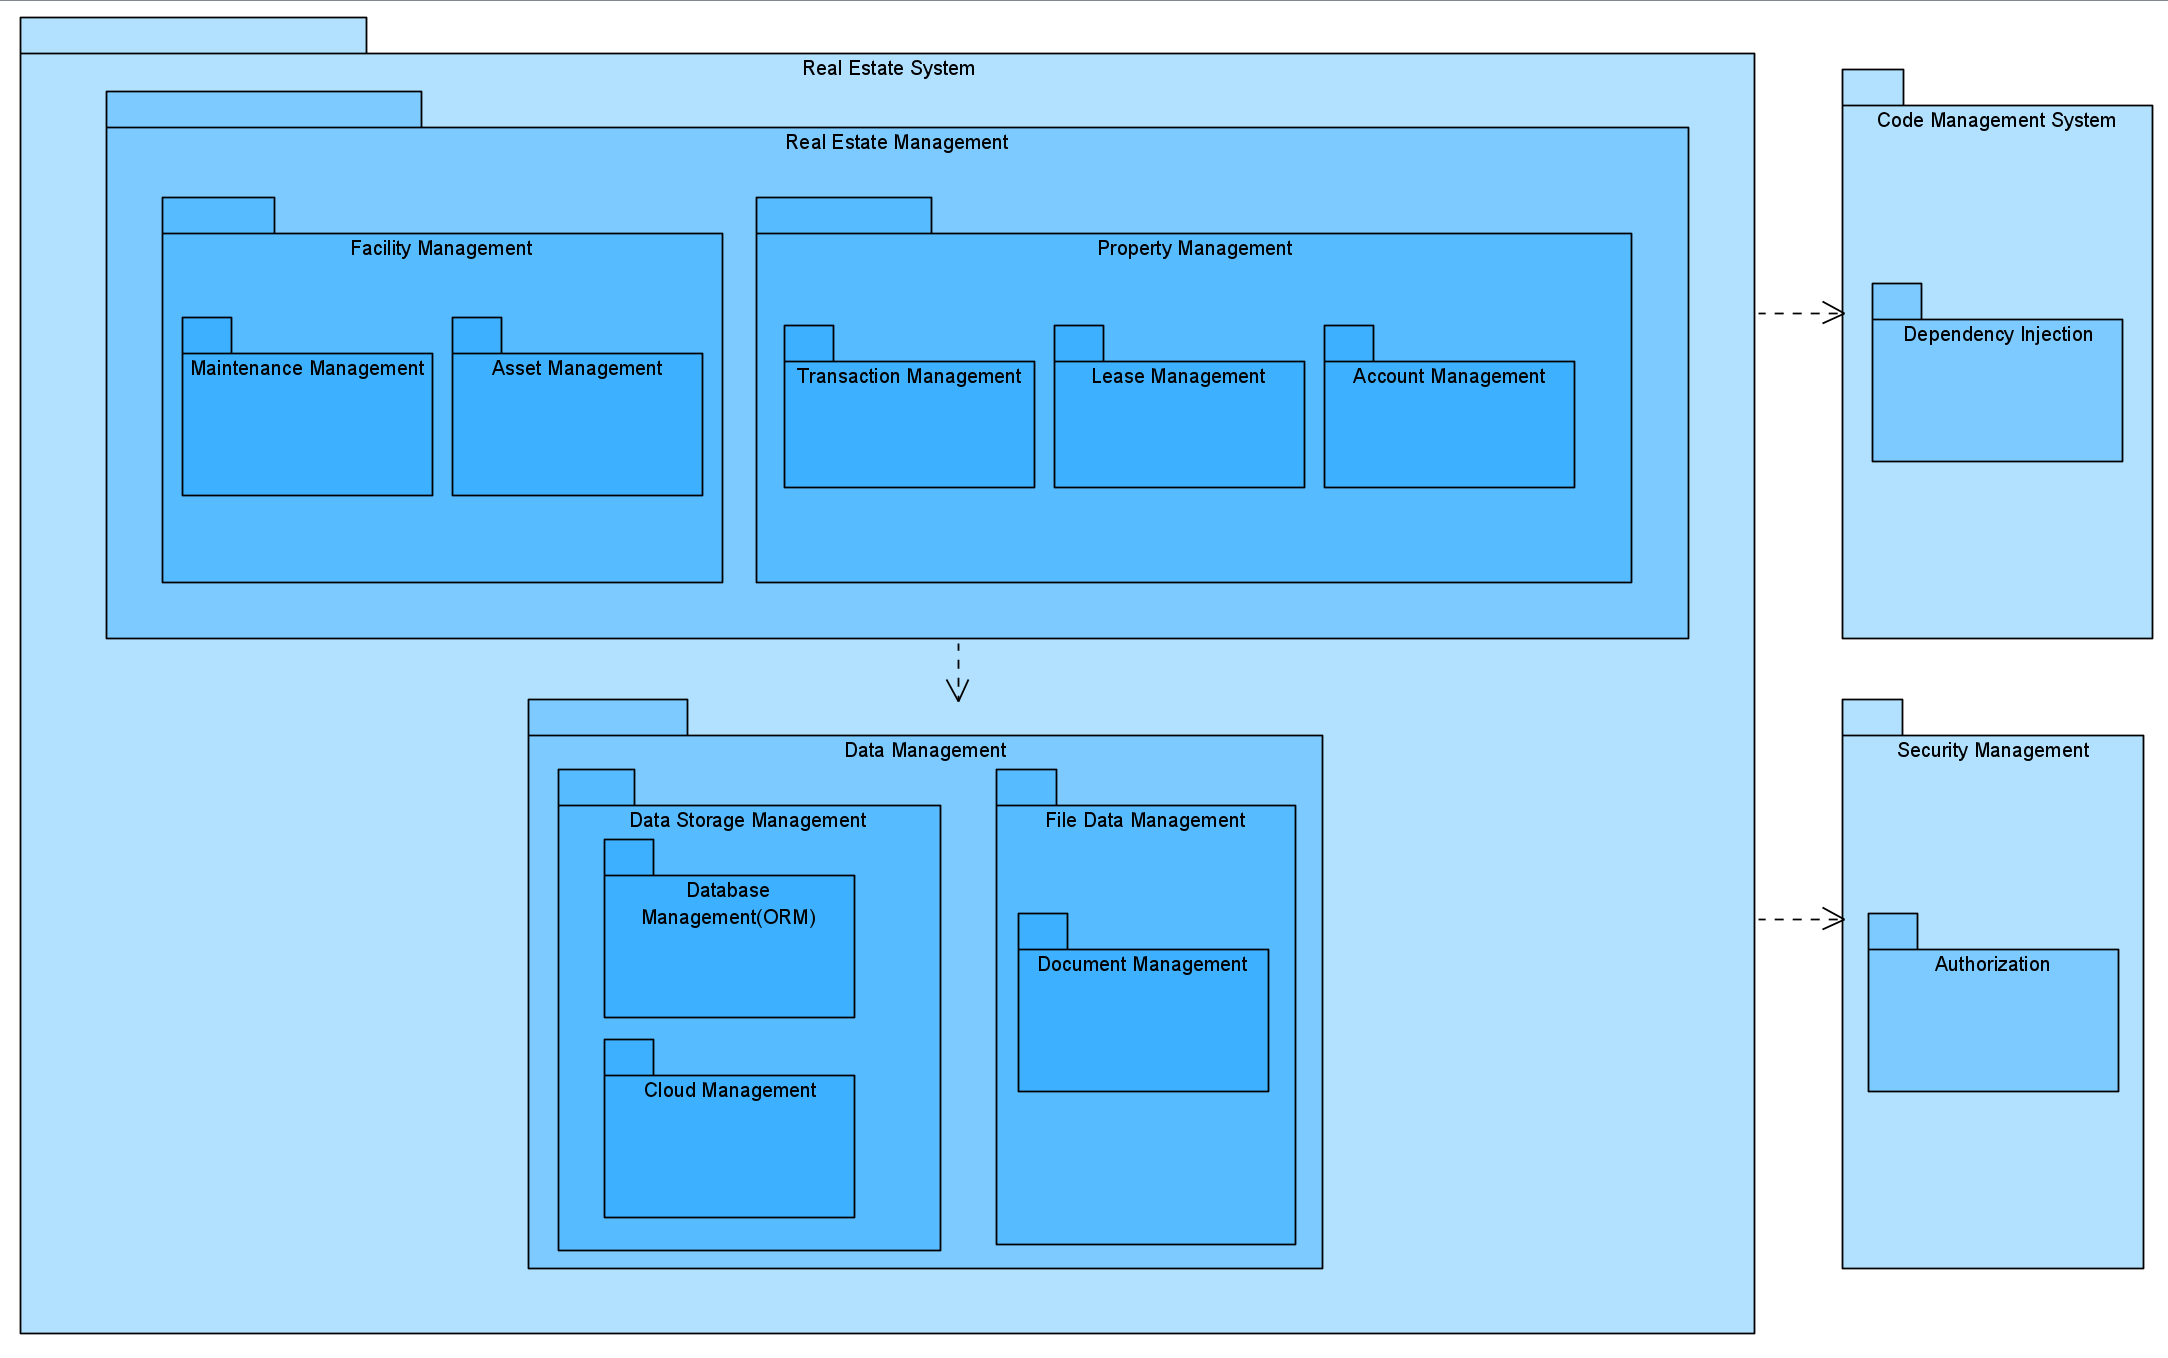 Real Estate System
Real Estate Management
Facility Management
Maintenance Management
Asset Management
Property Management
Transaction Management
Lease Management
Account Management
Data Management
Data Storage Management
Database
Management(ORM)
Cloud Management
File Data Management
Document Management
Code Management System
Dependency Injection
Security Management
Authorization